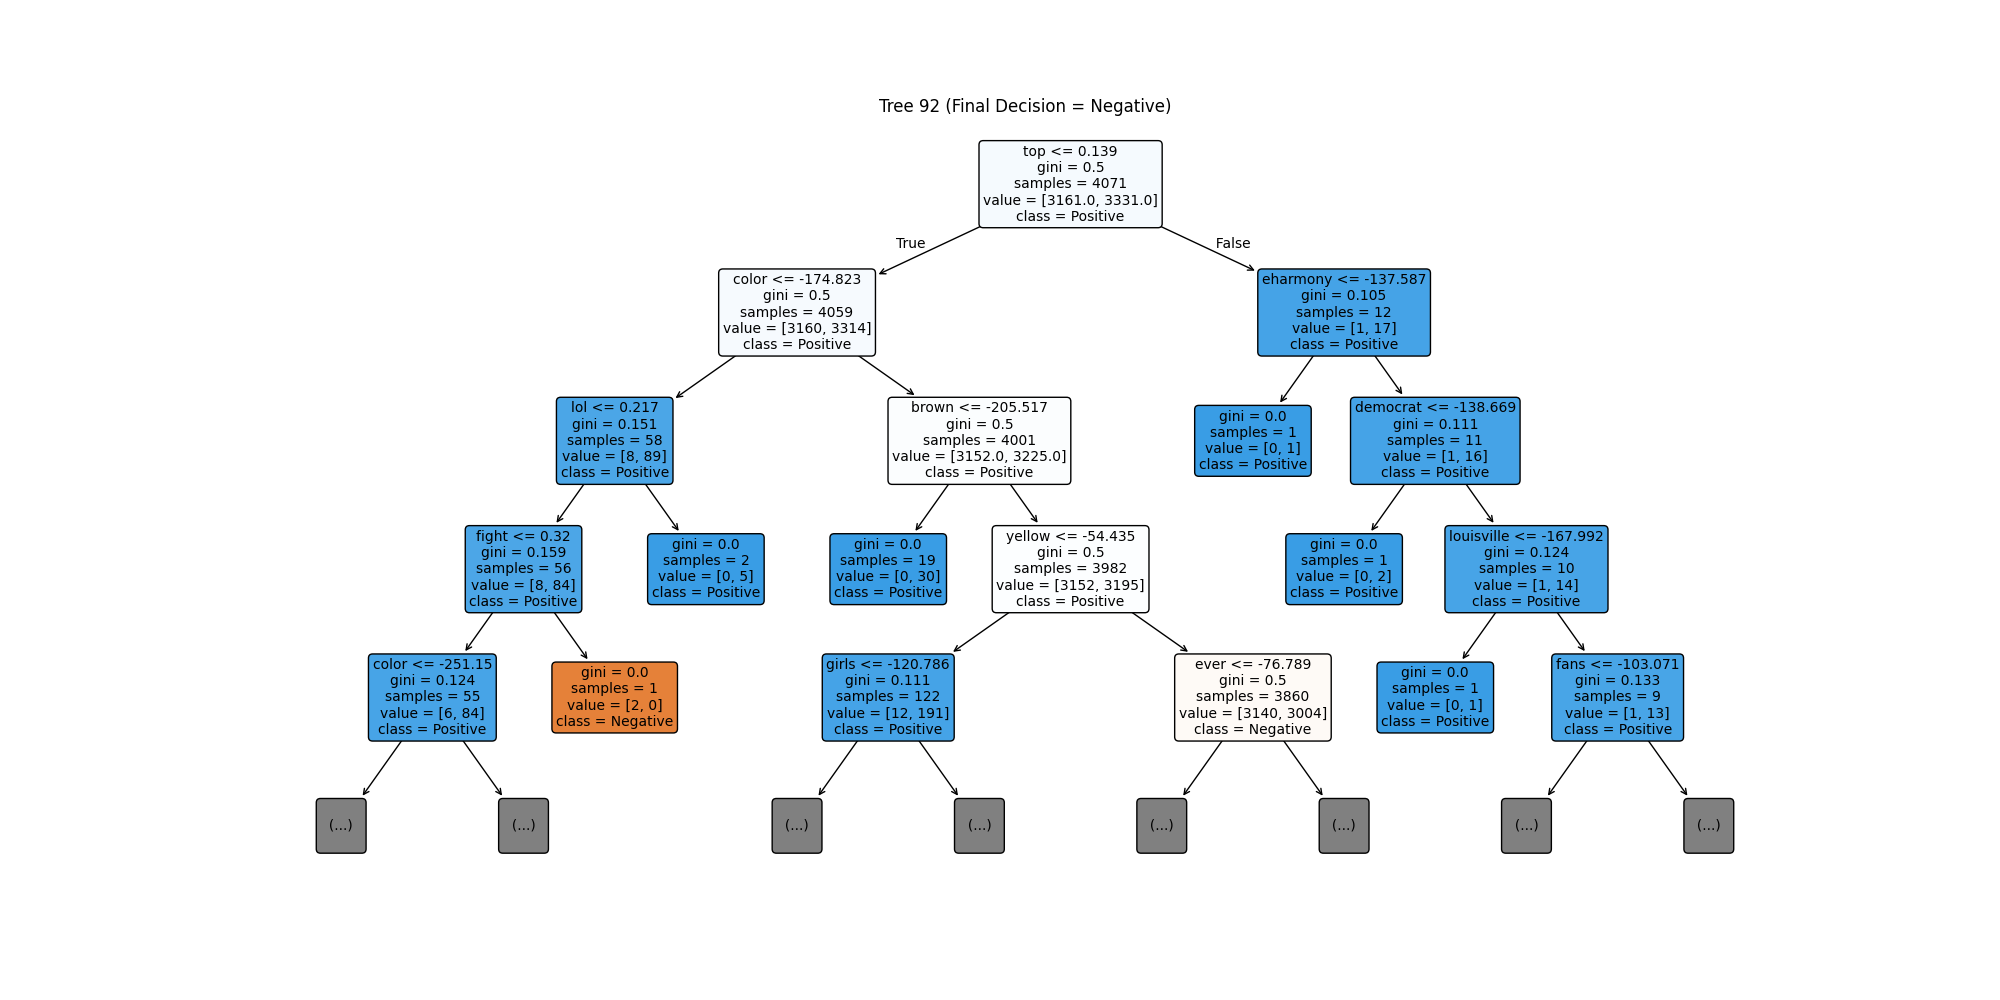 Tree 92 (Final Decision = Negative)
top <= 0.139
gini = 0.5
samples = 4071
value = [3161.0, 3331.0]
class = Positive
True
False
color <= -174.823
gini = 0.5
samples = 4059
value = [3160, 3314]
class = Positive
eharmony <= -137.587
gini = 0.105
samples = 12
value = [1, 17]
class = Positive
lol <= 0.217
gini = 0.151
samples = 58
value = [8, 89]
class = Positive
brown <= -205.517
gini = 0.5
samples = 4001
value = [3152.0, 3225.0]
class = Positive
gini = 0.0
samples = 1
value = [0, 1]
class = Positive
democrat <= -138.669
gini = 0.111
samples = 11
value = [1, 16]
class = Positive
fight <= 0.32
gini = 0.159
samples = 56
value = [8, 84]
class = Positive
gini = 0.0
samples = 2
value = [0, 5]
class = Positive
gini = 0.0
samples = 19
value = [0, 30]
class = Positive
yellow <= -54.435
gini = 0.5
samples = 3982
value = [3152, 3195]
class = Positive
gini = 0.0
samples = 1
value = [0, 2]
class = Positive
louisville <= -167.992
gini = 0.124
samples = 10
value = [1, 14]
class = Positive
color <= -251.15
gini = 0.124
samples = 55
value = [6, 84]
class = Positive
gini = 0.0
samples = 1
value = [2, 0]
class = Negative
girls <= -120.786
gini = 0.111
samples = 122
value = [12, 191]
class = Positive
ever <= -76.789
gini = 0.5
samples = 3860
value = [3140, 3004]
class = Negative
gini = 0.0
samples = 1
value = [0, 1]
class = Positive
fans <= -103.071
gini = 0.133
samples = 9
value = [1, 13]
class = Positive
(...)
(...)
(...)
(...)
(...)
(...)
(...)
(...)